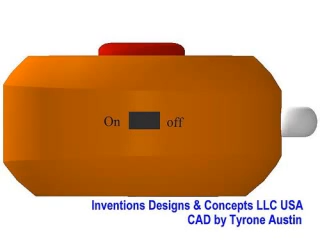 On off
Inventions Designs & Concepts LLC USA
CAD by Tyrone Austin